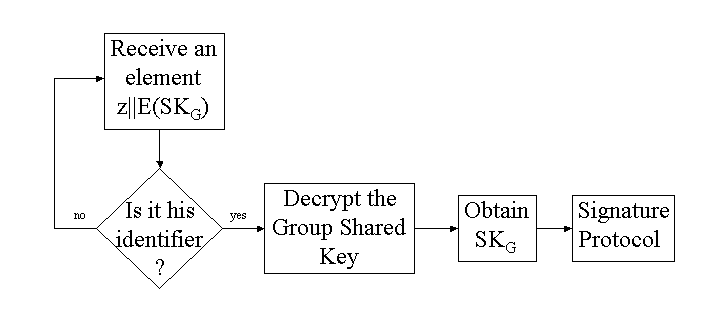 Receive an
element
z||E(SK_G)
Is it his
identifier
?
no
yes
Decrypt the
Group Shared
Key
Obtain
SK_G
Signature
Protocol